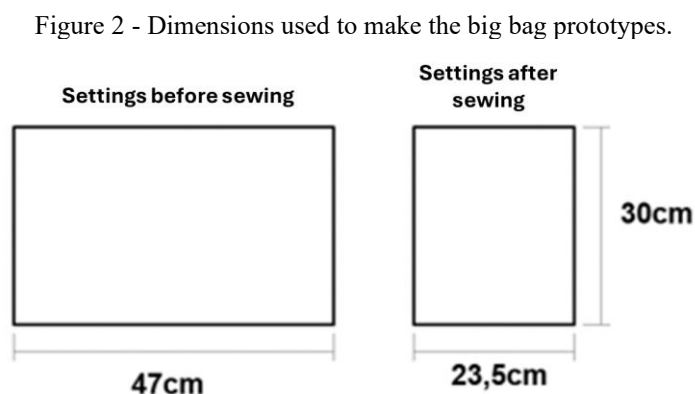 Figure 2 - Dimensions used to make the big bag prototypes.
Settings before sewing
Settings after
sewing
30cm
47cm
23,5cm